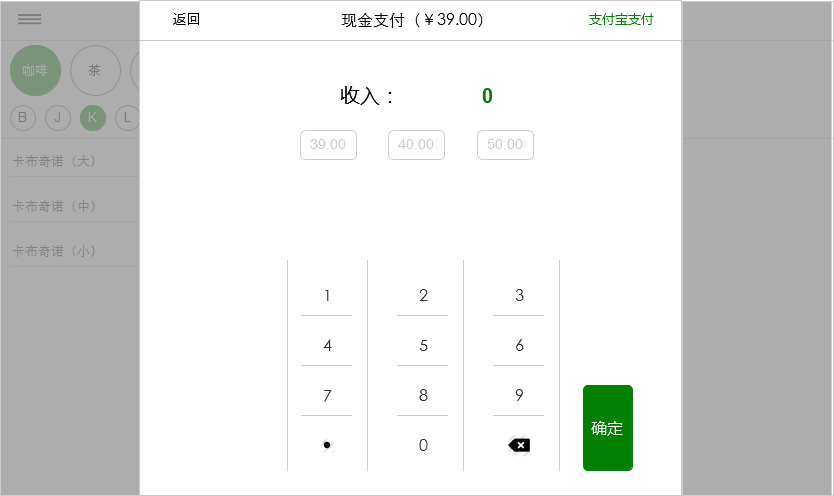 返回 现金支付（￥39.00） 支付宝支付
咖啡 茶
收入： 0
B J K L
39.00 40.00 50.00
卡布奇诺（大）
卡布奇诺（中）
卡布奇诺（小）
1 2 3
4 5 6
7 8 9
确定
. 0